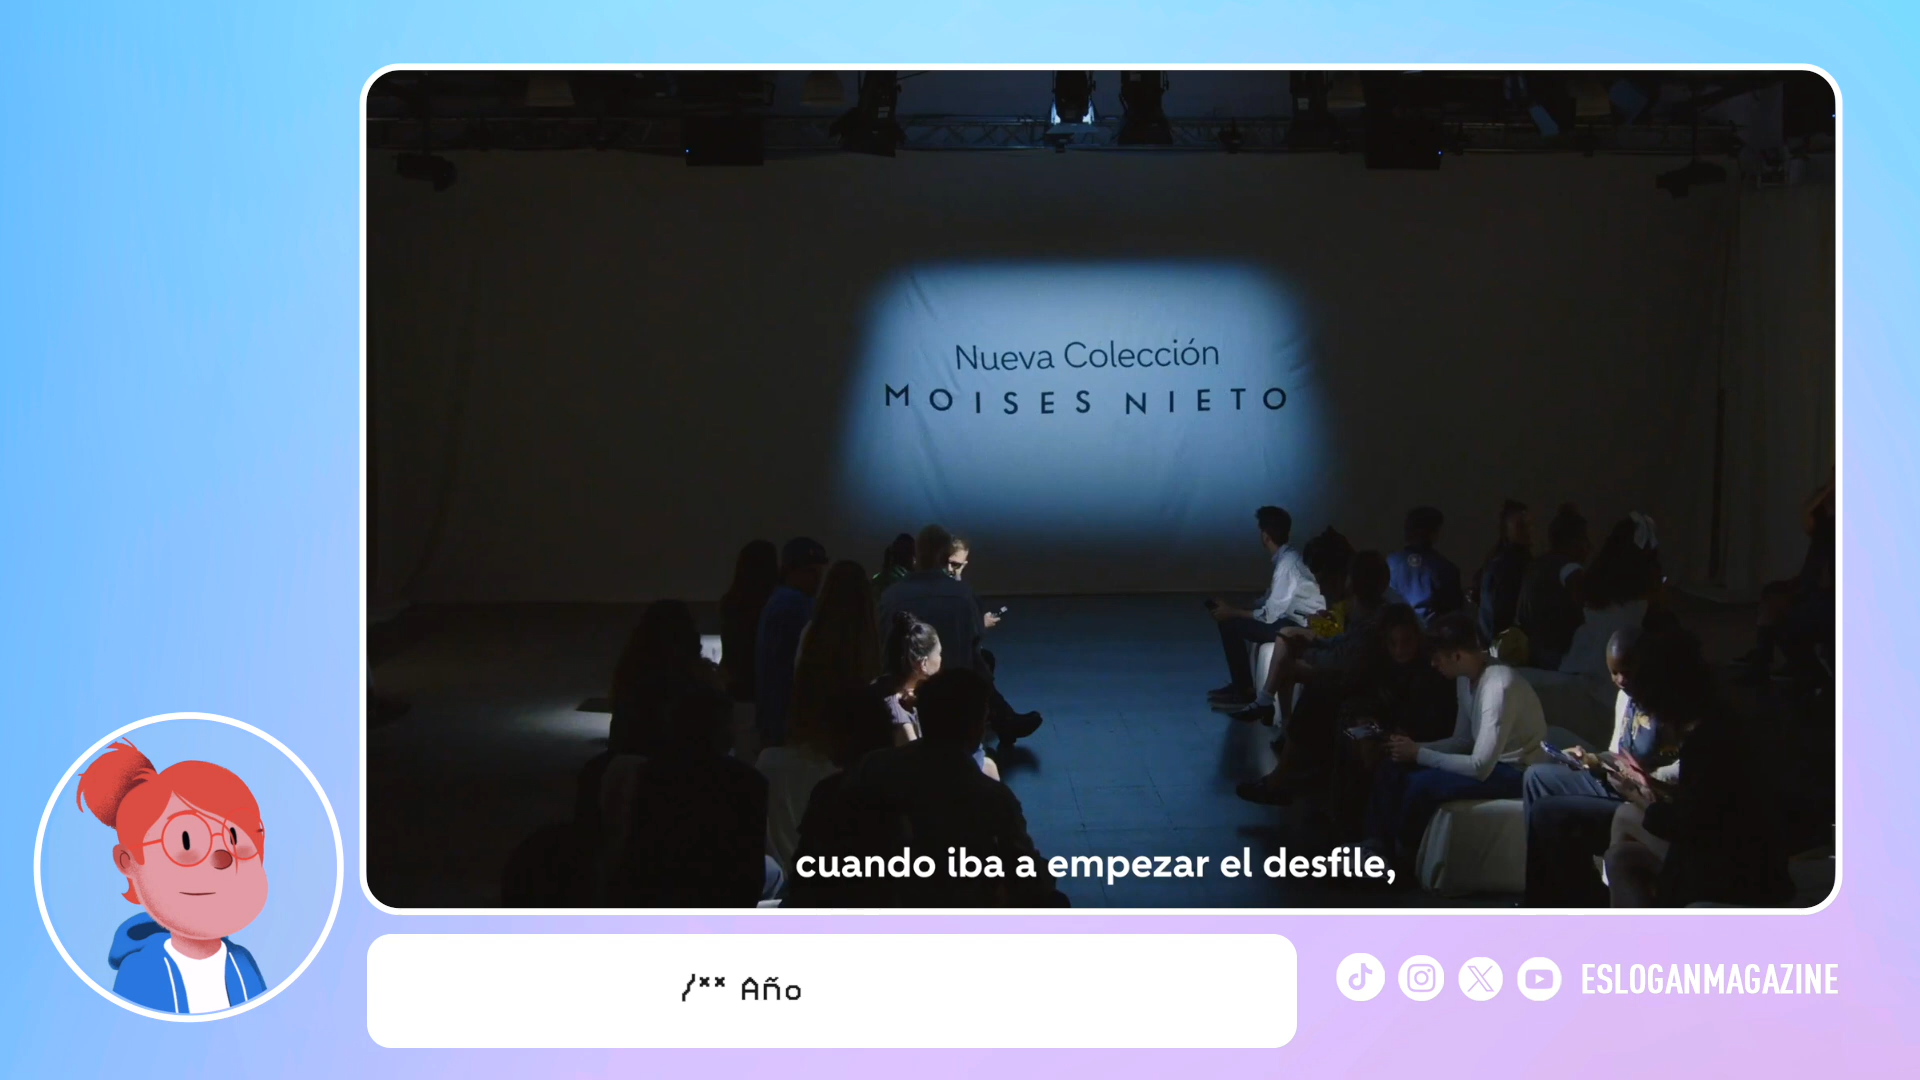 Nueva Colección
MOISES NIETO
cuando iba a empezar el desfile,
/** Año
ESLOGANMAGAZINE